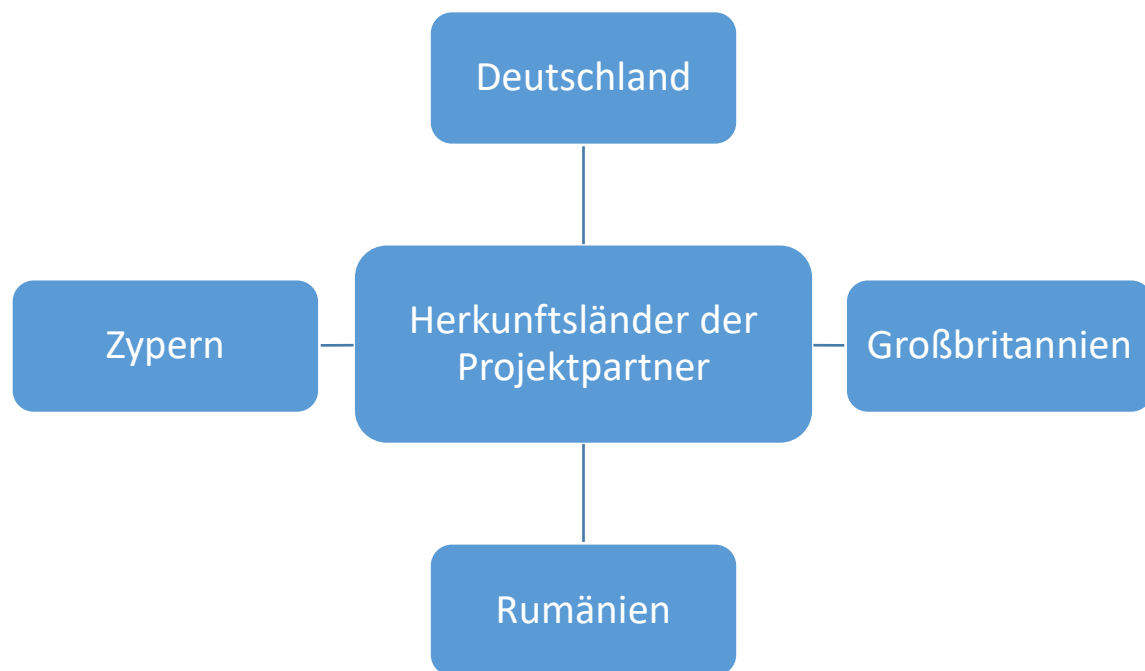 Deutschland
Zypern
Herkunftsländer der
Projektpartner
Großbritannien
Rumänien